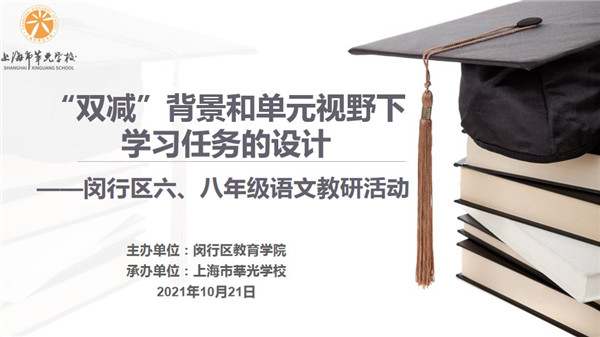 上海市莘光学校
SHANGHAI XINGUANG SCHOOL
“双减”背景和单元视野下
学习任务的设计
——闵行区六、八年级语文教研活动
主办单位：闵行区教育学院
承办单位：上海市莘光学校
2021年10月21日